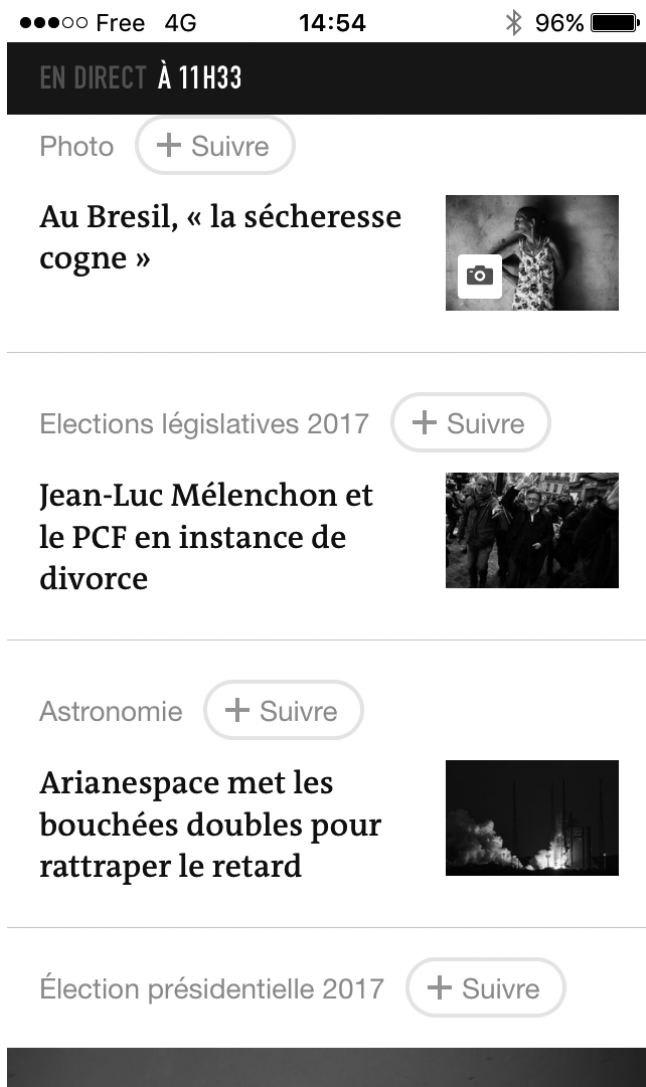 Free 4G 14:54 96%
EN DIRECT À 11H33
Photo + Suivre
Au Bresil, « la sécheresse
cogne »
Elections législatives 2017 + Suivre
Jean-Luc Mélenchon et
le PCF en instance de
divorce
Astronomie + Suivre
Arianespace met les
bouchées doubles pour
rattraper le retard
Élection présidentielle 2017 + Suivre